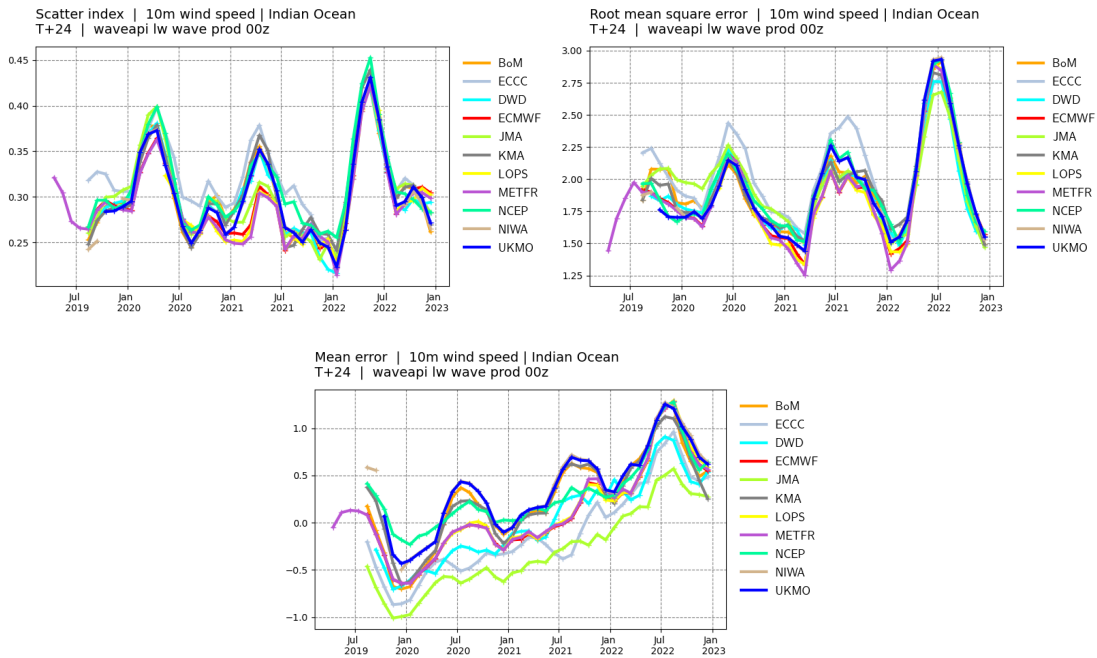 Scatter index | 10m wind speed | Indian Ocean
T+24 | waveapi lw wave prod 00z
0.45
0.40
0.35
0.30
0.25
Jul 2019
Jan 2020
Jul 2020
Jan 2021
Jul 2021
Jan 2022
Jul 2022
Jan 2023
BoM
ECCC
DWD
ECMWF
JMA
KMA
LOPS
METFR
NCEP
NIWA
UKMO
Root mean square error | 10m wind speed | Indian Ocean
T+24 | waveapi lw wave prod 00z
3.00
2.75
2.50
2.25
2.00
1.75
1.50
1.25
Jul 2019
Jan 2020
Jul 2020
Jan 2021
Jul 2021
Jan 2022
Jul 2022
Jan 2023
BoM
ECCC
DWD
ECMWF
JMA
KMA
LOPS
METFR
NCEP
NIWA
UKMO
Mean error | 10m wind speed | Indian Ocean
T+24 | waveapi lw wave prod 00z
1.0
0.5
0.0
−0.5
−1.0
Jul 2019
Jan 2020
Jul 2020
Jan 2021
Jul 2021
Jan 2022
Jul 2022
Jan 2023
BoM
ECCC
DWD
ECMWF
JMA
KMA
LOPS
METFR
NCEP
NIWA
UKMO